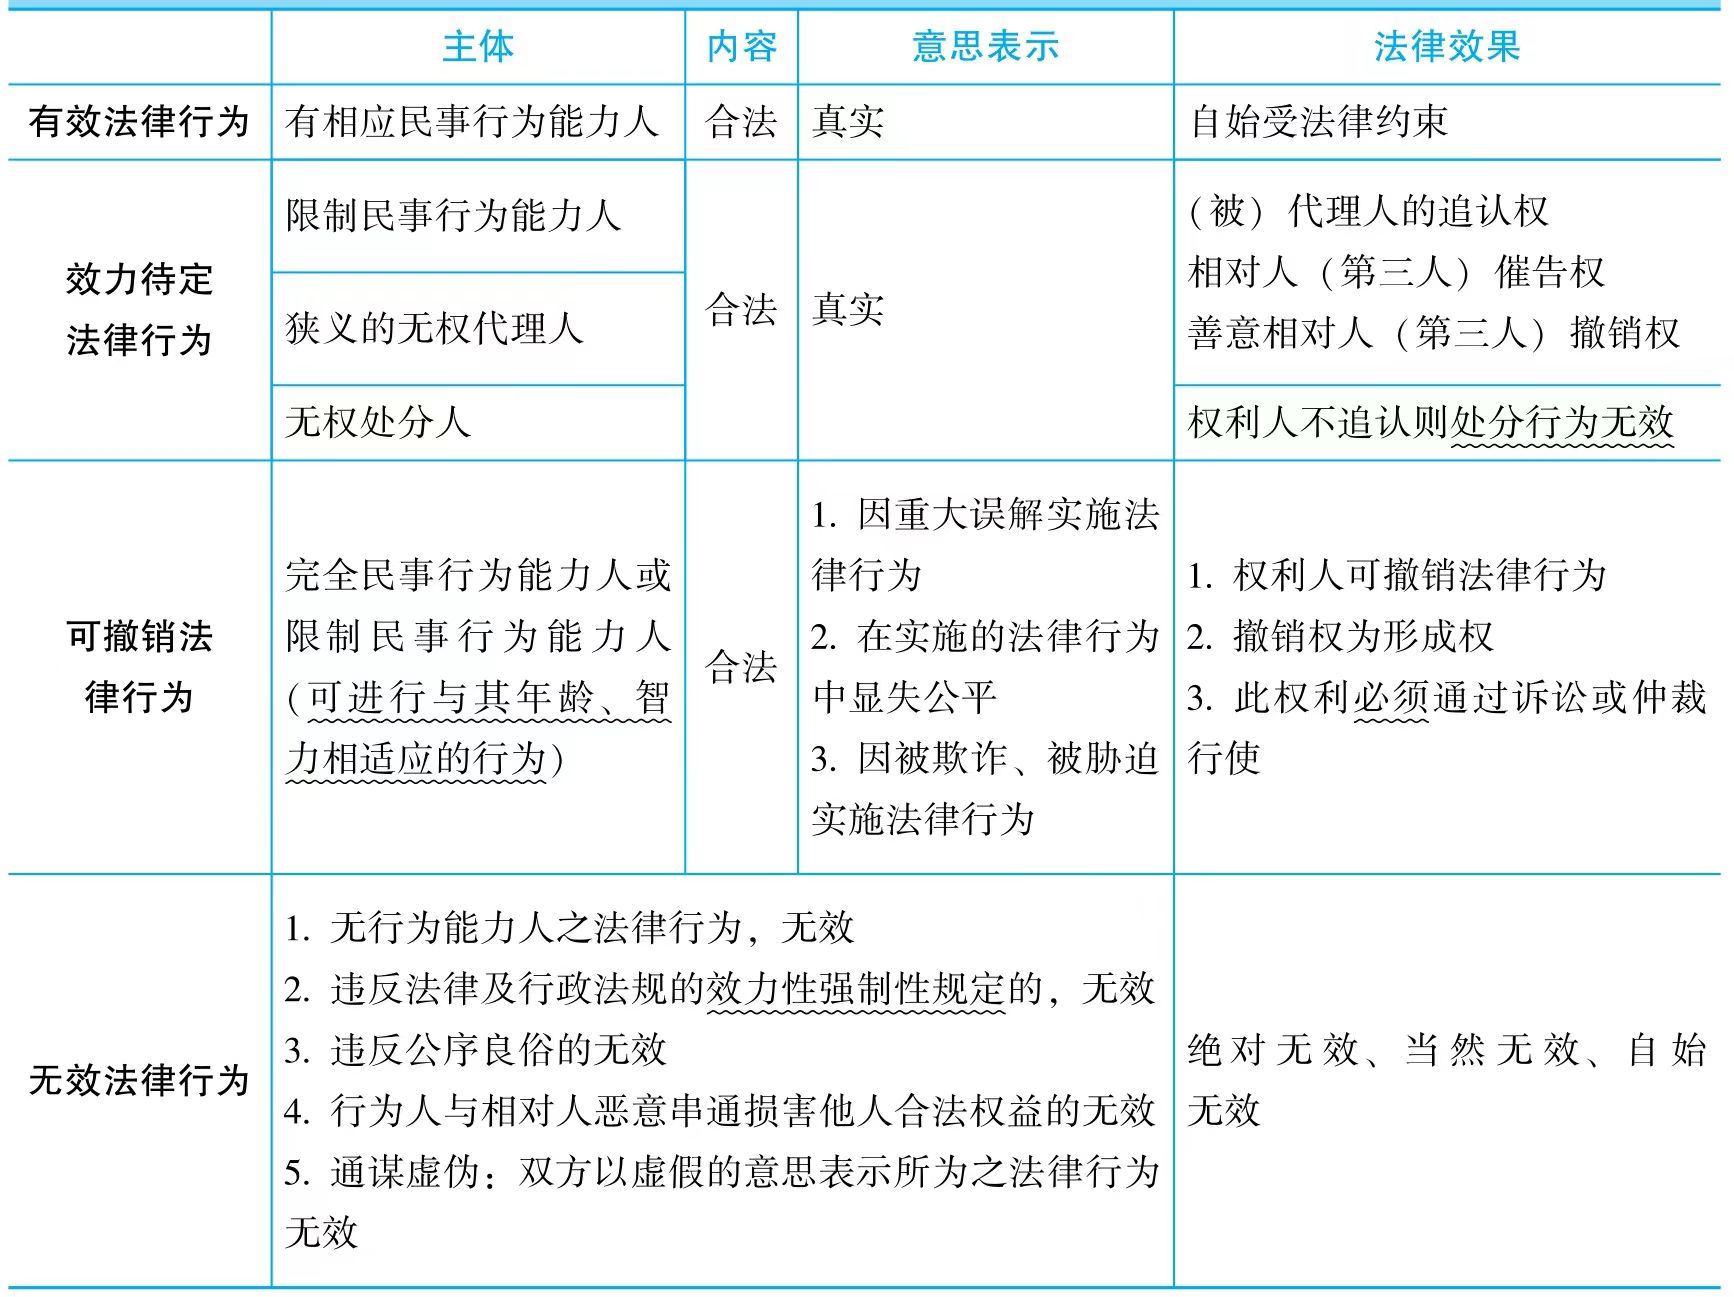 主体 内容 意思表示 法律效果
有效法律行为 有相应民事行为能力人 合法 真实 自始受法律约束
效力待定
法律行为
限制民事行为能力人
狭义的无权代理人
无权处分人
合法
真实
（被）代理人的追认权
相对人（第三人）催告权
善意相对人（第三人）撤销权
权利人不追认则处分行为无效
可撤销法
律行为
完全民事行为能力人或
限制民事行为能力人
（可进行与其年龄、智
力相适应的行为）
合法
1. 因重大误解实施法
律行为
2. 在实施的法律行为
中显失公平
3. 因被欺诈、被胁迫
实施法律行为
1. 权利人可撤销法律行为
2. 撤销权为形成权
3. 此权利必须通过诉讼或仲裁
行使
无效法律行为
1. 无行为能力人之法律行为，无效
2. 违反法律及行政法规的效力性强制性规定的，无效
3. 违反公序良俗的无效
4. 行为人与相对人恶意串通损害他人合法权益的无效
5. 通谋虚伪：双方以虚假的意思表示所为之法律行为
无效
绝对无效、当然无效、自始
无效